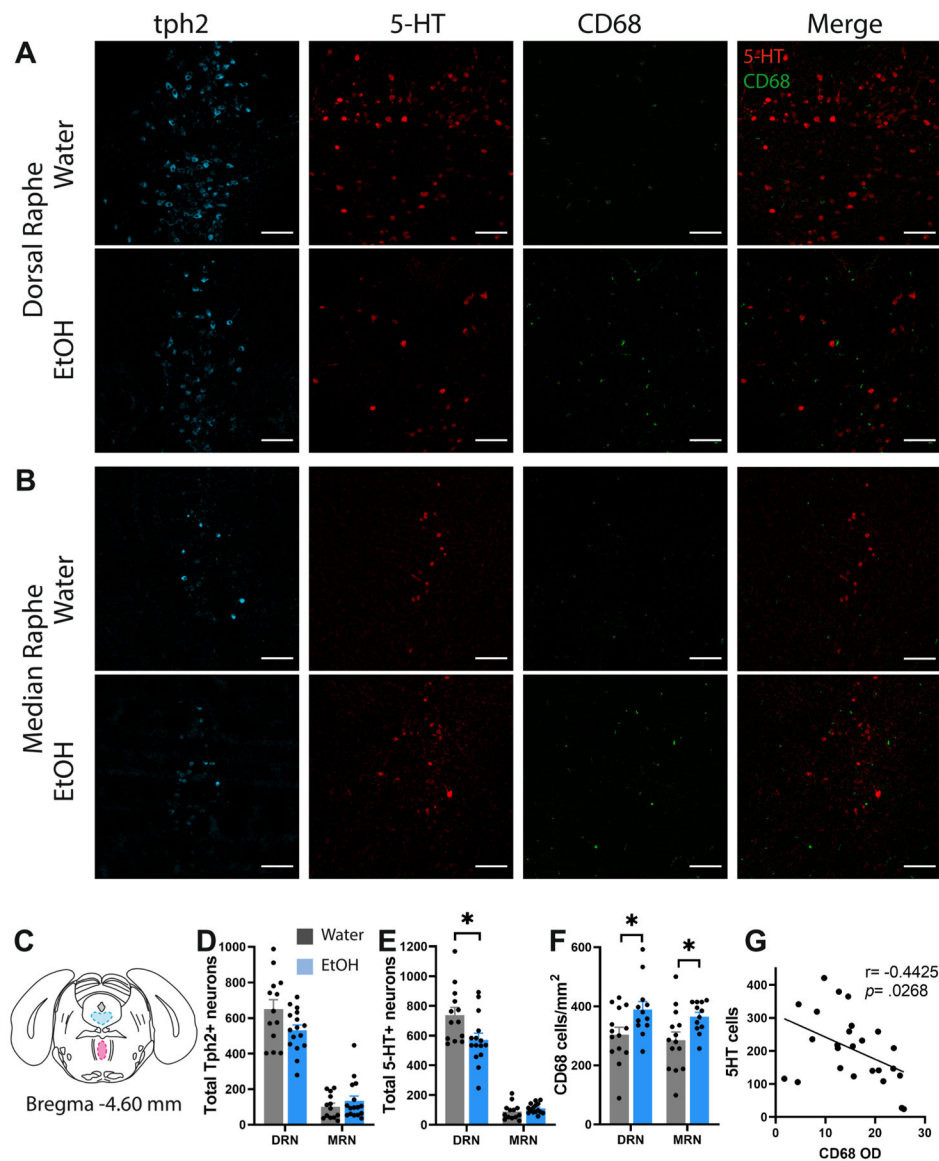 tph2 5-HT CD68 Merge
A
5-HT
CD68
Dorsal Raphe
Water
EtOH
B
Median Raphe
Water
EtOH
C
Bregma -4.60 mm
D
Water
EtOH
Total Tph2+ neurons
1000
800
600
400
200
0
DRN MRN
E
*
Total 5-HT+ neurons
1200
1000
800
600
400
200
0
DRN MRN
F
* *
CD68 cells/mm²
600
400
200
0
DRN MRN
G
r= -0.4425
p= .0268
5HT cells
500
400
300
200
100
0
0 10 20 30
CD68 OD